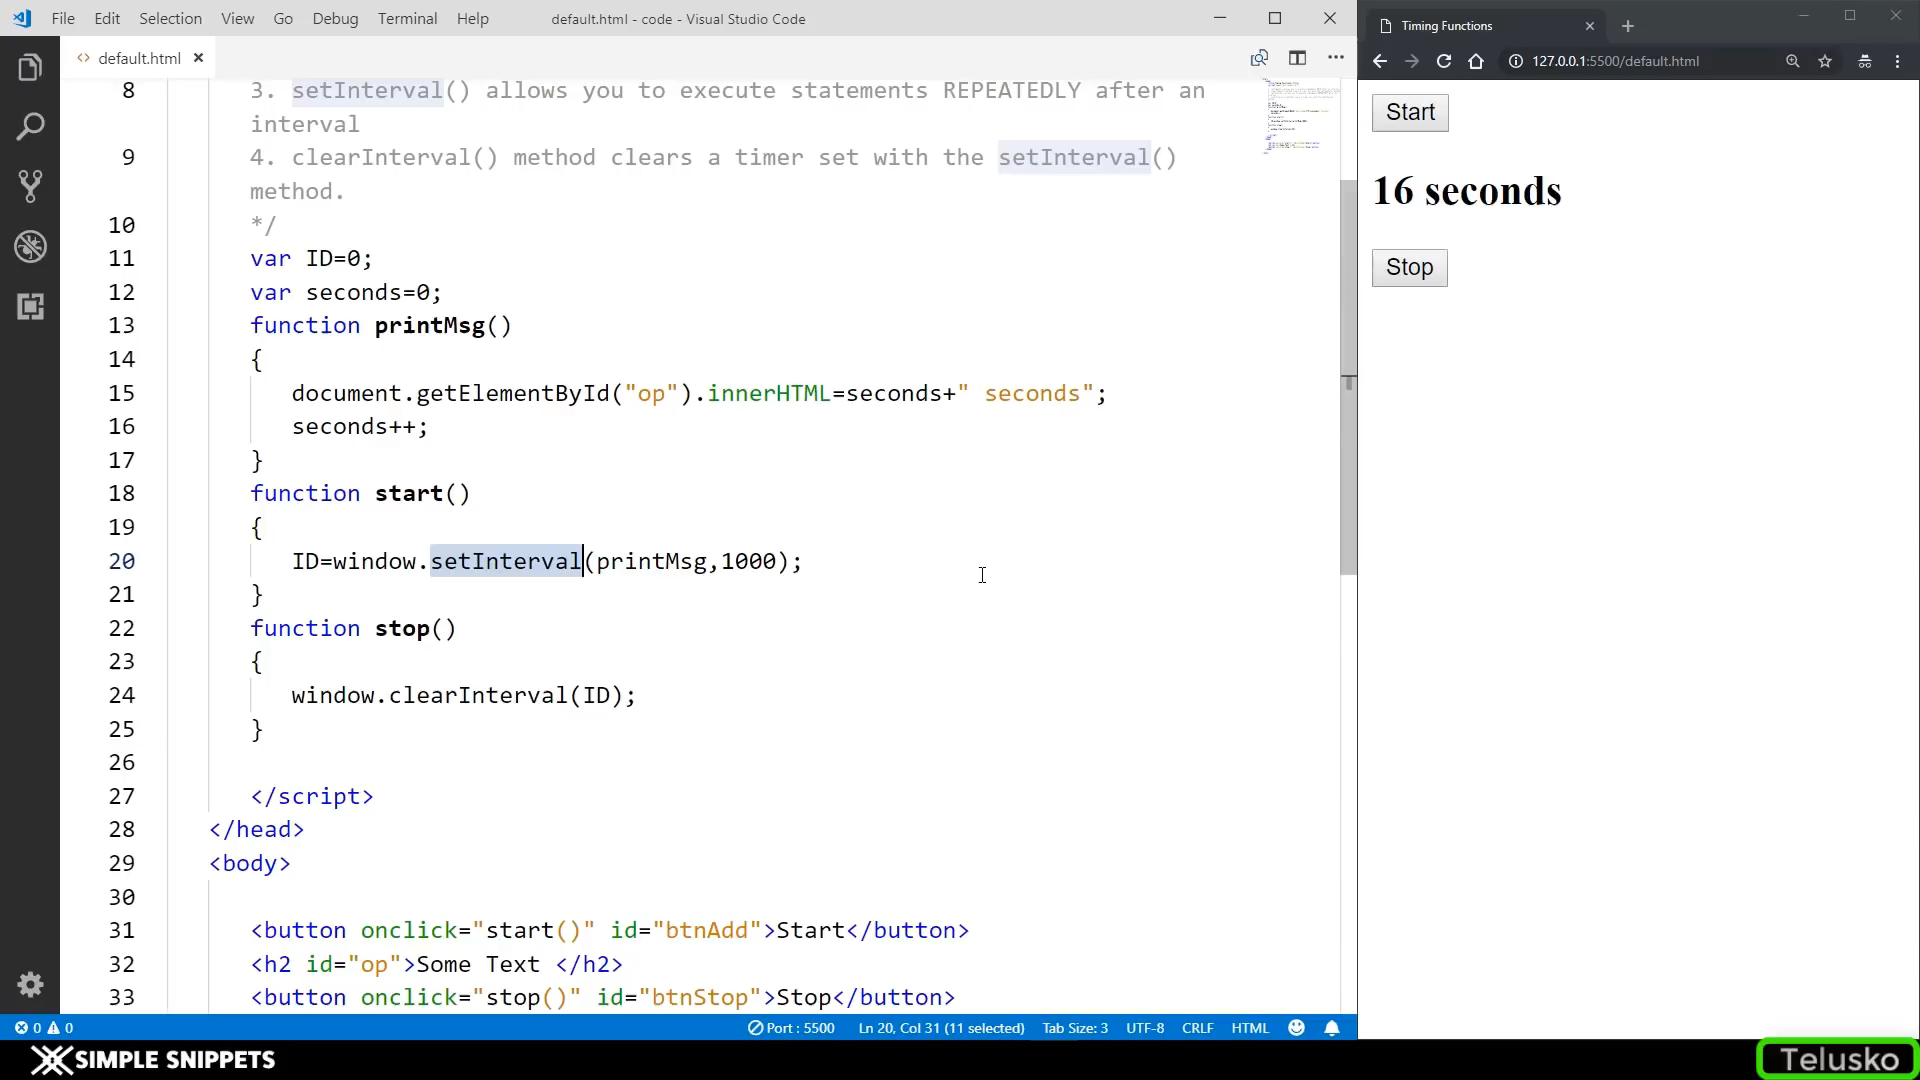 File Edit Selection View Go Debug Terminal Help
default.html - code - Visual Studio Code
default.html
8 3. setInterval() allows you to execute statements REPEATEDLY after an
interval
9 4. clearInterval() method clears a timer set with the setInterval()
method.
10 */
11 var ID=0;
12 var seconds=0;
13 function printMsg()
14 {
15 document.getElementById("op").innerHTML=seconds+" seconds";
16 seconds++;
17 }
18 function start()
19 {
20 ID=window.setInterval(printMsg,1000);
21 }
22 function stop()
23 {
24 window.clearInterval(ID);
25 }
26
27 </script>
28 </head>
29 <body>
30
31 <button onclick="start()" id="btnAdd">Start</button>
32 <h2 id="op">Some Text </h2>
33 <button onclick="stop()" id="btnStop">Stop</button>
0 0 Port : 5500 Ln 20, Col 31 (11 selected) Tab Size: 3 UTF-8 CRLF HTML
Timing Functions
127.0.0.1:5500/default.html
Start
16 seconds
Stop
SIMPLE SNIPPETS
Telusko